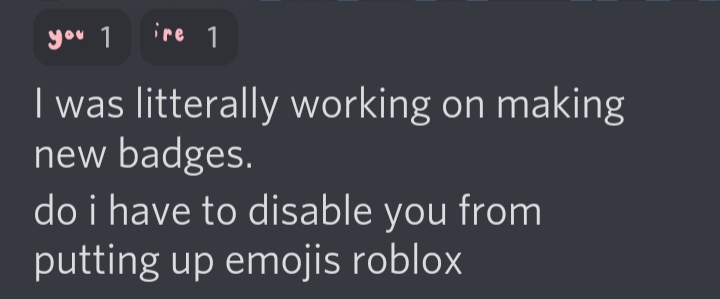 you 1 're 1
I was litterally working on making
new badges.
do i have to disable you from
putting up emojis roblox